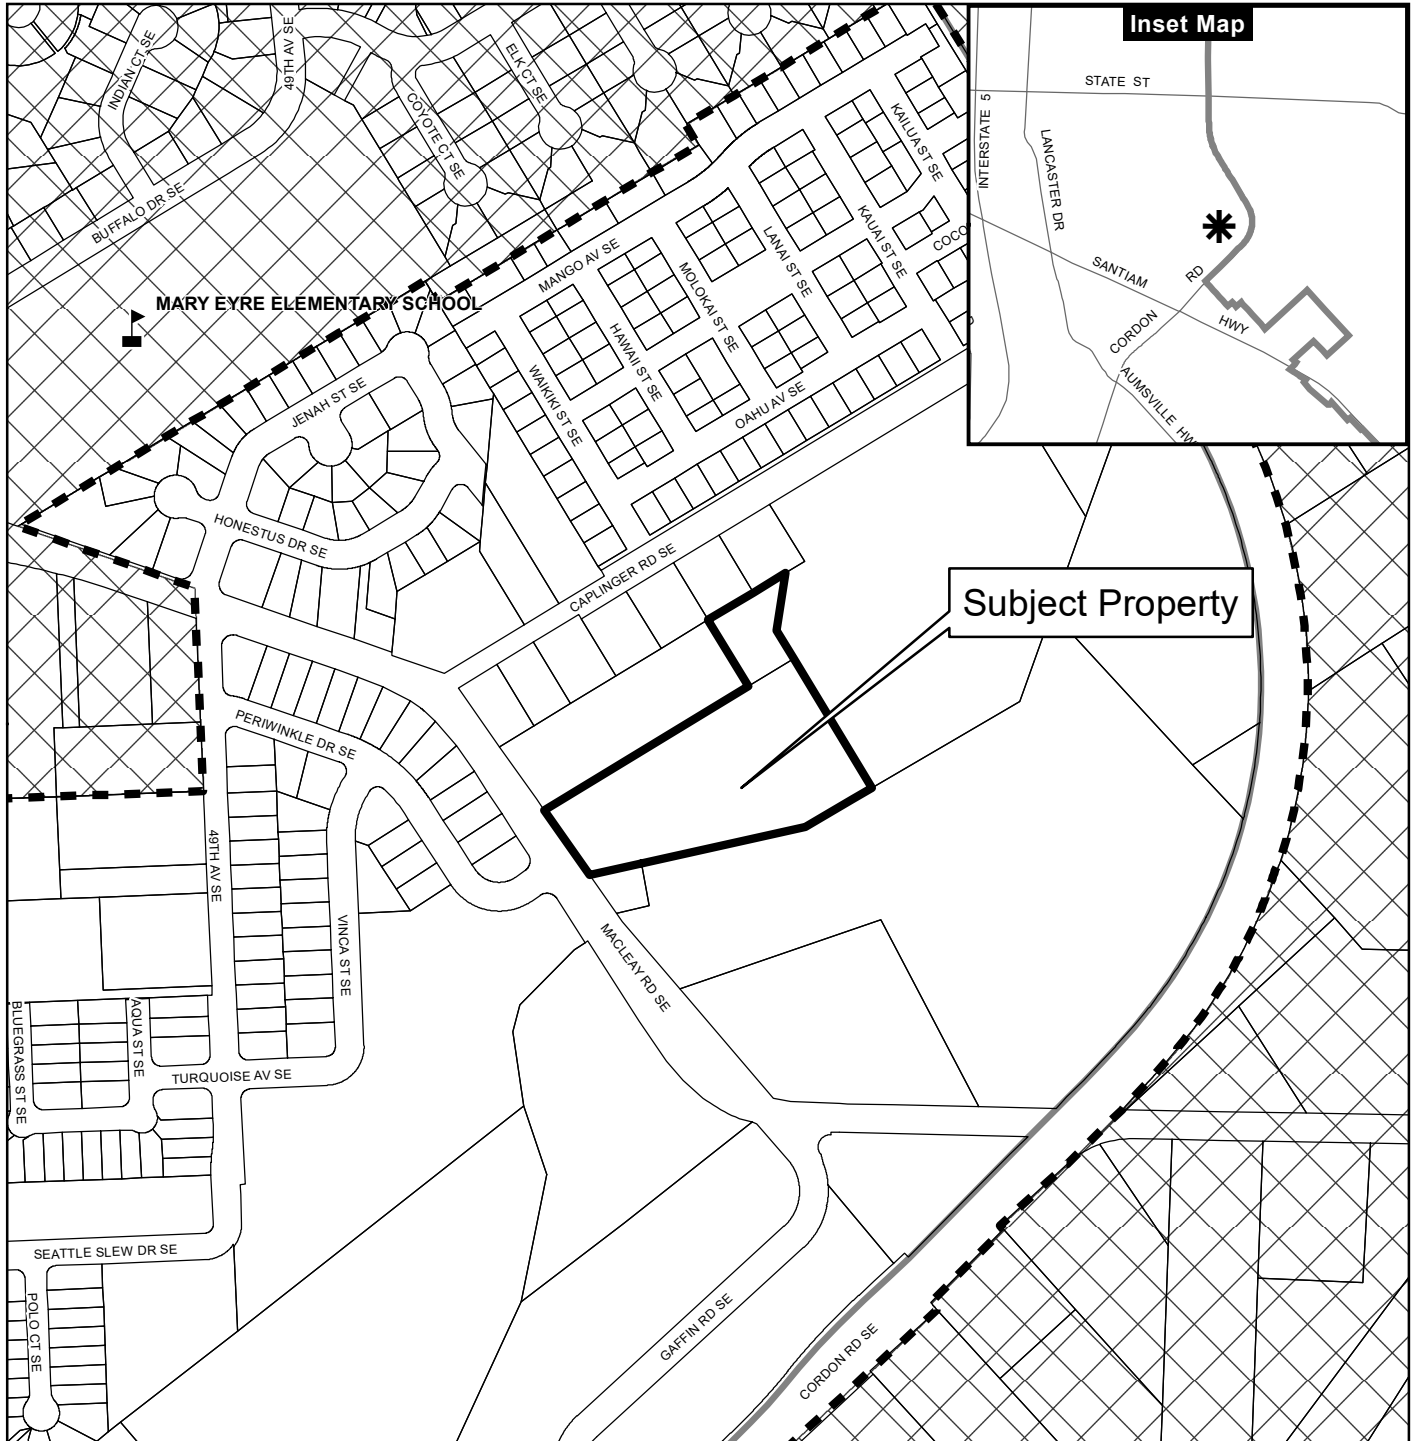 Inset Map
STATE ST
INTERSTATE 5
LANCASTER DR
SANTIAM
HWY
CORDON
RD
AUMSVILLE HW
INDIAN CT SE
49TH AV SE
ELK CT SE
COYOTE CT SE
BUFFALO DR SE
KAILUA ST SE
MANGO AV SE
LANAI ST SE
KAUAI ST SE
COCO
MARY EYRE ELEMENTARY SCHOOL
MOLOKAI ST SE
HAWAII ST SE
WAIKIKI ST SE
JENAH ST SE
OAHU AV SE
HONESTUS DR SE
CAPLINGER RD SE
Subject Property
PERIWINKLE DR SE
49TH AV SE
VINCA ST SE
MACLEAY RD SE
BLUEGRASS ST SE
AQUA ST SE
TURQUOISE AV SE
SEATTLE SLEW DR SE
POLO CT SE
GAFFIN RD SE
CORDON RD SE